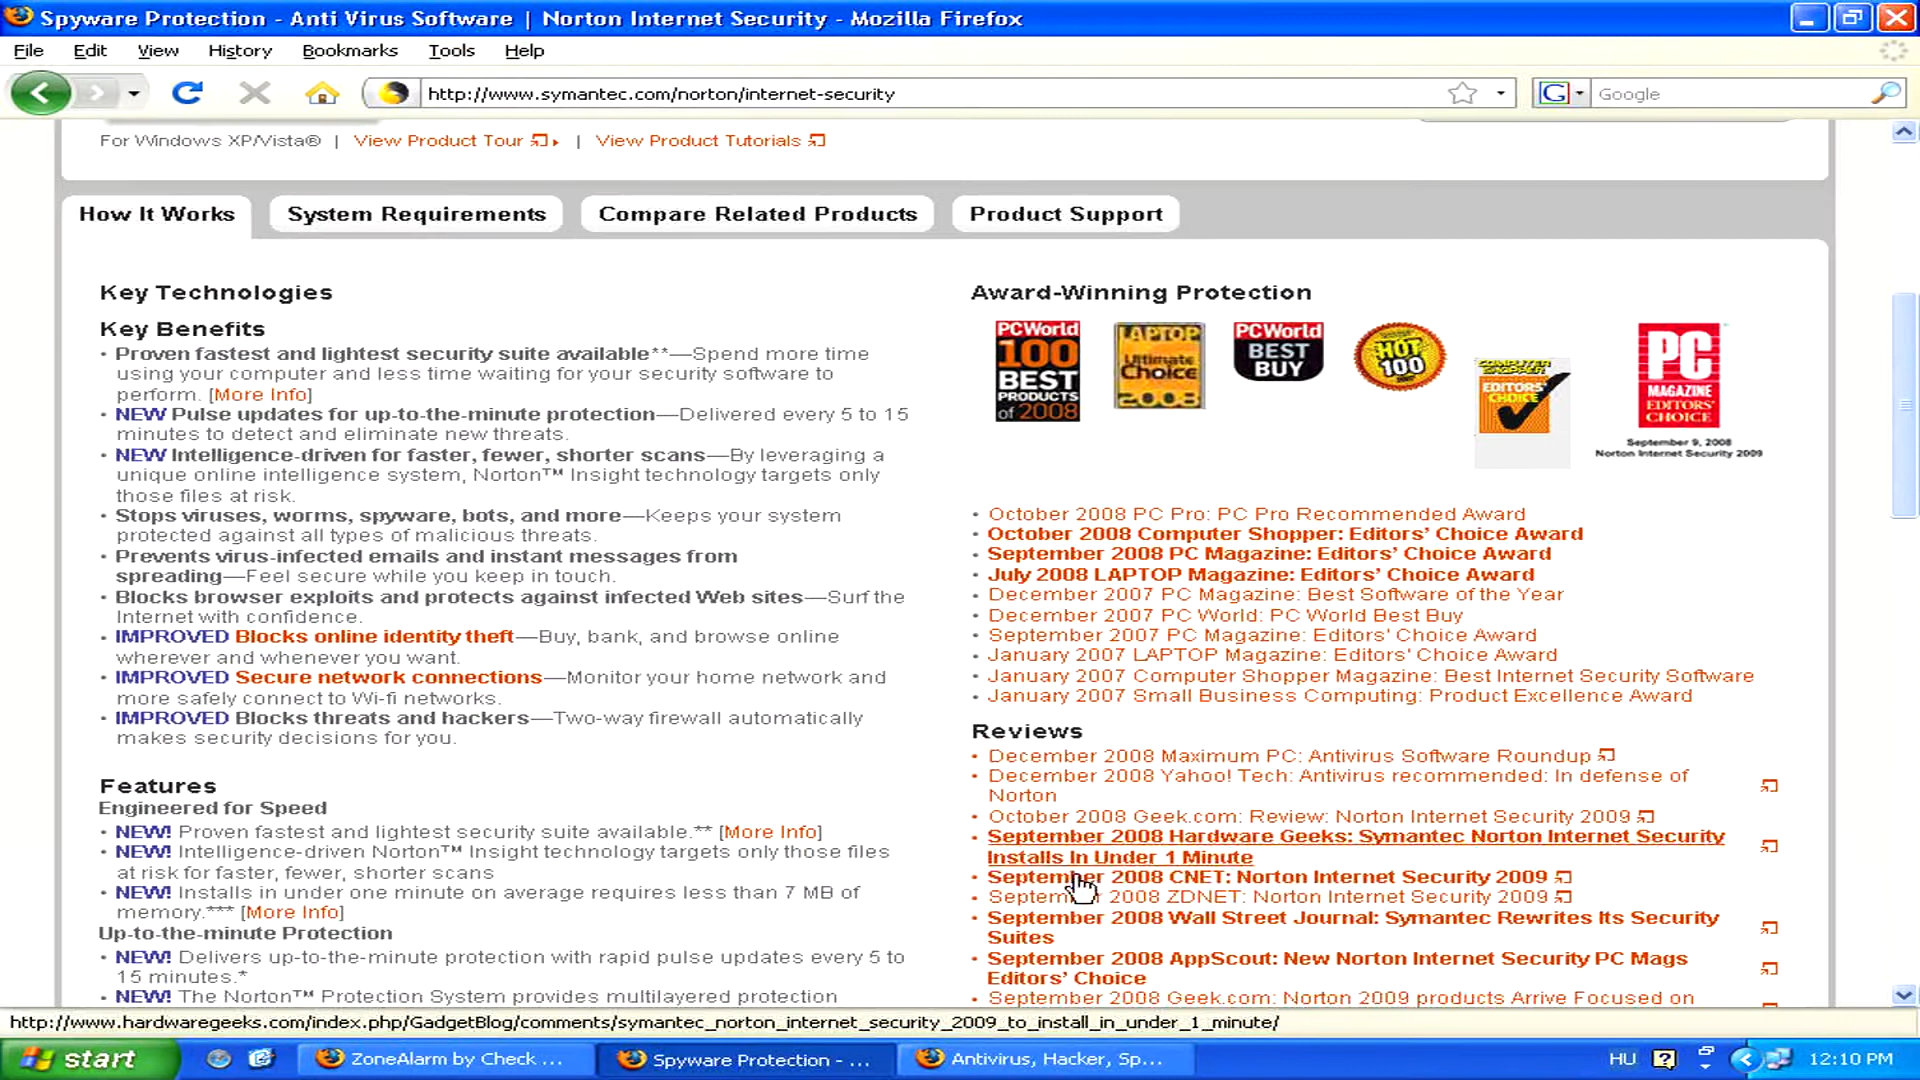 Spyware Protection - Anti Virus Software | Norton Internet Security - Mozilla Firefox
File Edit View History Bookmarks Tools Help
http://www.symantec.com/norton/internet-security
Google
For Windows XP/Vista® | View Product Tour | View Product Tutorials
How It Works System Requirements Compare Related Products Product Support
Key Technologies
Key Benefits
• Proven fastest and lightest security suite available**—Spend more time
using your computer and less time waiting for your security software to
perform. [More Info]
• NEW Pulse updates for up-to-the-minute protection—Delivered every 5 to 15
minutes to detect and eliminate new threats.
• NEW Intelligence-driven for faster, fewer, shorter scans—By leveraging a
unique online intelligence system, Norton™ Insight technology targets only
those files at risk.
• Stops viruses, worms, spyware, bots, and more—Keeps your system
protected against all types of malicious threats.
• Prevents virus-infected emails and instant messages from
spreading—Feel secure while you keep in touch.
• Blocks browser exploits and protects against infected Web sites—Surf the
Internet with confidence.
• IMPROVED Blocks online identity theft—Buy, bank, and browse online
wherever and whenever you want.
• IMPROVED Secure network connections—Monitor your home network and
more safely connect to Wi-fi networks.
• IMPROVED Blocks threats and hackers—Two-way firewall automatically
makes security decisions for you.
Features
Engineered for Speed
• NEW! Proven fastest and lightest security suite available.** [More Info]
• NEW! Intelligence-driven Norton™ Insight technology targets only those files
at risk for faster, fewer, shorter scans
• NEW! Installs in under one minute on average requires less than 7 MB of
memory.*** [More Info]
Up-to-the-minute Protection
• NEW! Delivers up-to-the-minute protection with rapid pulse updates every 5 to
15 minutes.*
• NEW! The Norton™ Protection System provides multilayered protection
Award-Winning Protection
PCWorld
100
BEST
PRODUCTS
of 2008
LAPTOP
Ultimate
Choice
2008
PCWorld
BEST
BUY
HOT
100
COMPUTER
SHOPPER
EDITORS'
CHOICE
PC
MAGAZINE
EDITORS'
CHOICE
September 9, 2008
Norton Internet Security 2009
• October 2008 PC Pro: PC Pro Recommended Award
• October 2008 Computer Shopper: Editors' Choice Award
• September 2008 PC Magazine: Editors' Choice Award
• July 2008 LAPTOP Magazine: Editors' Choice Award
• December 2007 PC Magazine: Best Software of the Year
• December 2007 PC World: PC World Best Buy
• September 2007 PC Magazine: Editors' Choice Award
• January 2007 LAPTOP Magazine: Editors' Choice Award
• January 2007 Computer Shopper Magazine: Best Internet Security Software
• January 2007 Small Business Computing: Product Excellence Award
Reviews
• December 2008 Maximum PC: Antivirus Software Roundup
• December 2008 Yahoo! Tech: Antivirus recommended: In defense of
Norton
• October 2008 Geek.com: Review: Norton Internet Security 2009
• September 2008 Hardware Geeks: Symantec Norton Internet Security
Installs In Under 1 Minute
• September 2008 CNET: Norton Internet Security 2009
• September 2008 ZDNET: Norton Internet Security 2009
• September 2008 Wall Street Journal: Symantec Rewrites Its Security
Suites
• September 2008 AppScout: New Norton Internet Security PC Mags
Editors' Choice
• September 2008 Geek.com: Norton 2009 products Arrive Focused on
http://www.hardwaregeeks.com/index.php/GadgetBlog/comments/symantec_norton_internet_security_2009_to_install_in_under_1_minute/
start ZoneAlarm by Check ... Spyware Protection - ... Antivirus, Hacker, Sp... HU 12:10 PM